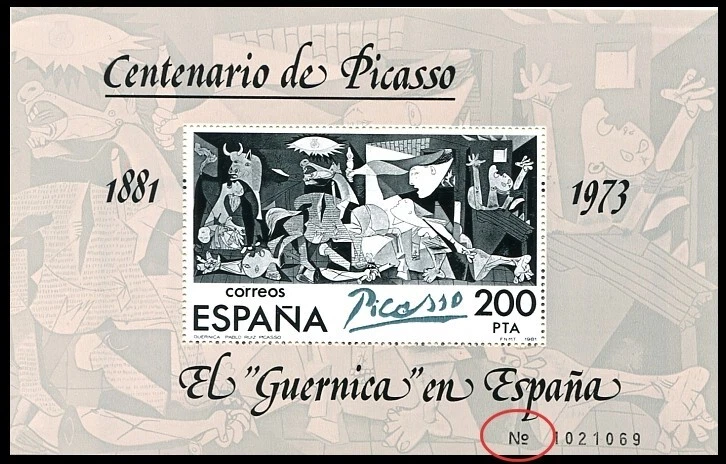 Centenario de Picasso
1881
1973
correos
ESPAÑA
Picasso
200
PTA
GUERNICA PABLO RUIZ PICASSO
F.N.M.T. 1981
El "Guernica" en España
No 1021069